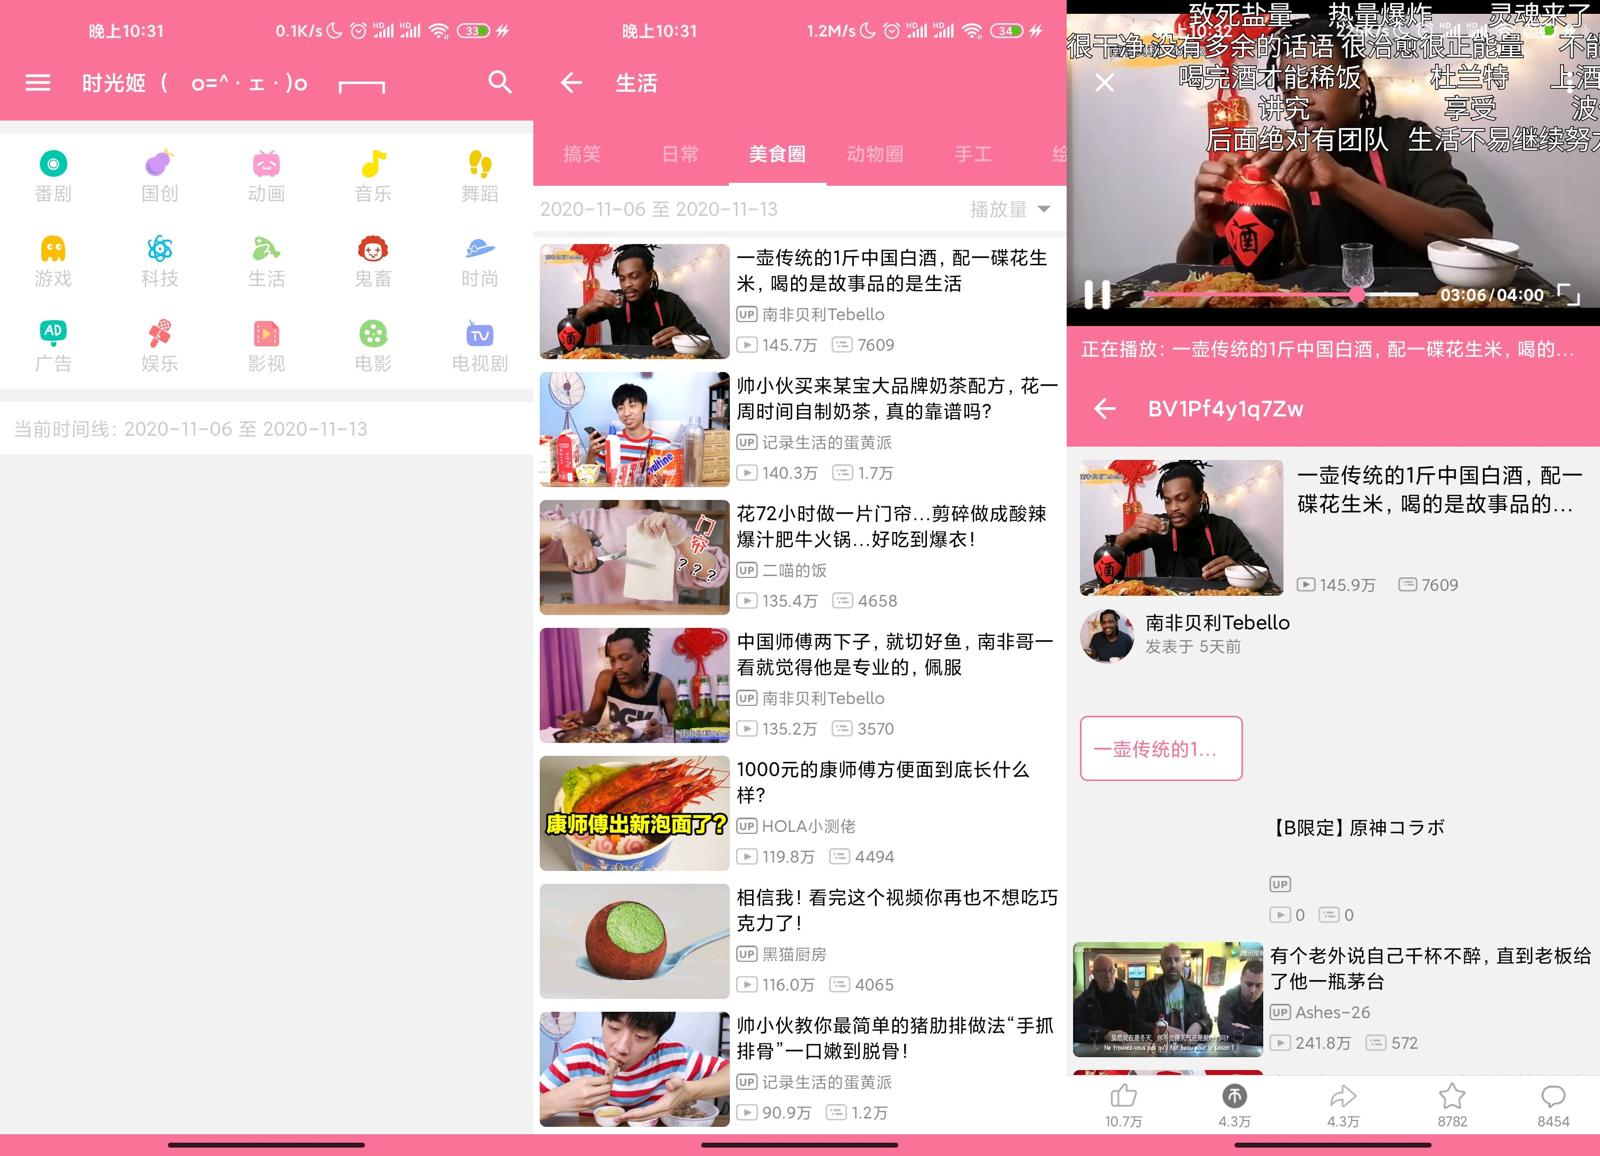 晚上10:31
0.1K/s
HD
HD
33
时光姬 ( o=^・ェ・)o ┏━┓
番剧
国创
动画
音乐
舞蹈
游戏
科技
生活
鬼畜
时尚
AD
TV
广告
娱乐
影视
电影
电视剧
当前时间线: 2020-11-06 至 2020-11-13
晚上10:31
1.2M/s
HD
HD
34
生活
搞笑
日常
美食圈
动物圈
手工
2020-11-06 至 2020-11-13
播放量
一壶传统的1斤中国白酒, 配一碟花生
米, 喝的是故事品的是生活
UP 南非贝利Tebello
145.7万 7609
帅小伙买来某宝大品牌奶茶配方, 花一
周时间自制奶茶, 真的靠谱吗?
UP 记录生活的蛋黄派
140.3万 1.7万
门帘
???
花72小时做一片门帘...剪碎做成酸辣
爆汁肥牛火锅...好吃到爆衣!
UP 二喵的饭
135.4万 4658
中国师傅两下子, 就切好鱼, 南非哥一
看就觉得他是专业的, 佩服
UP 南非贝利Tebello
135.2万 3570
康师傅出新泡面了?
1000元的康师傅方便面到底长什么
样?
UP HOLA小测佬
119.8万 4494
相信我! 看完这个视频你再也不想吃巧
克力了!
UP 黑猫厨房
116.0万 4065
帅小伙教你最简单的猪肋排做法“手抓
排骨”一口嫩到脱骨!
UP 记录生活的蛋黄派
90.9万 1.2万
致死盐量 热量爆炸 灵魂来了
很干净 没有多余的话语 很治愈很正能量 不能
喝完酒才能稀饭 杜兰特 上酒
讲究 享受 波
后面绝对有团队 生活不易继续努力
酒
03:06/04:00
正在播放: 一壶传统的1斤中国白酒, 配一碟花生米, 喝的...
BV1Pf4y1q7Zw
酒
一壶传统的1斤中国白酒, 配一
碟花生米, 喝的是故事品的...
145.9万 7609
南非贝利Tebello
发表于 5天前
一壶传统的1...
【B限定】原神コラボ
UP
0 0
有个老外说自己千杯不醉, 直到老板给
了他一瓶茅台
UP Ashes-26
241.8万 572
10.7万
4.3万
4.3万
8782
8454